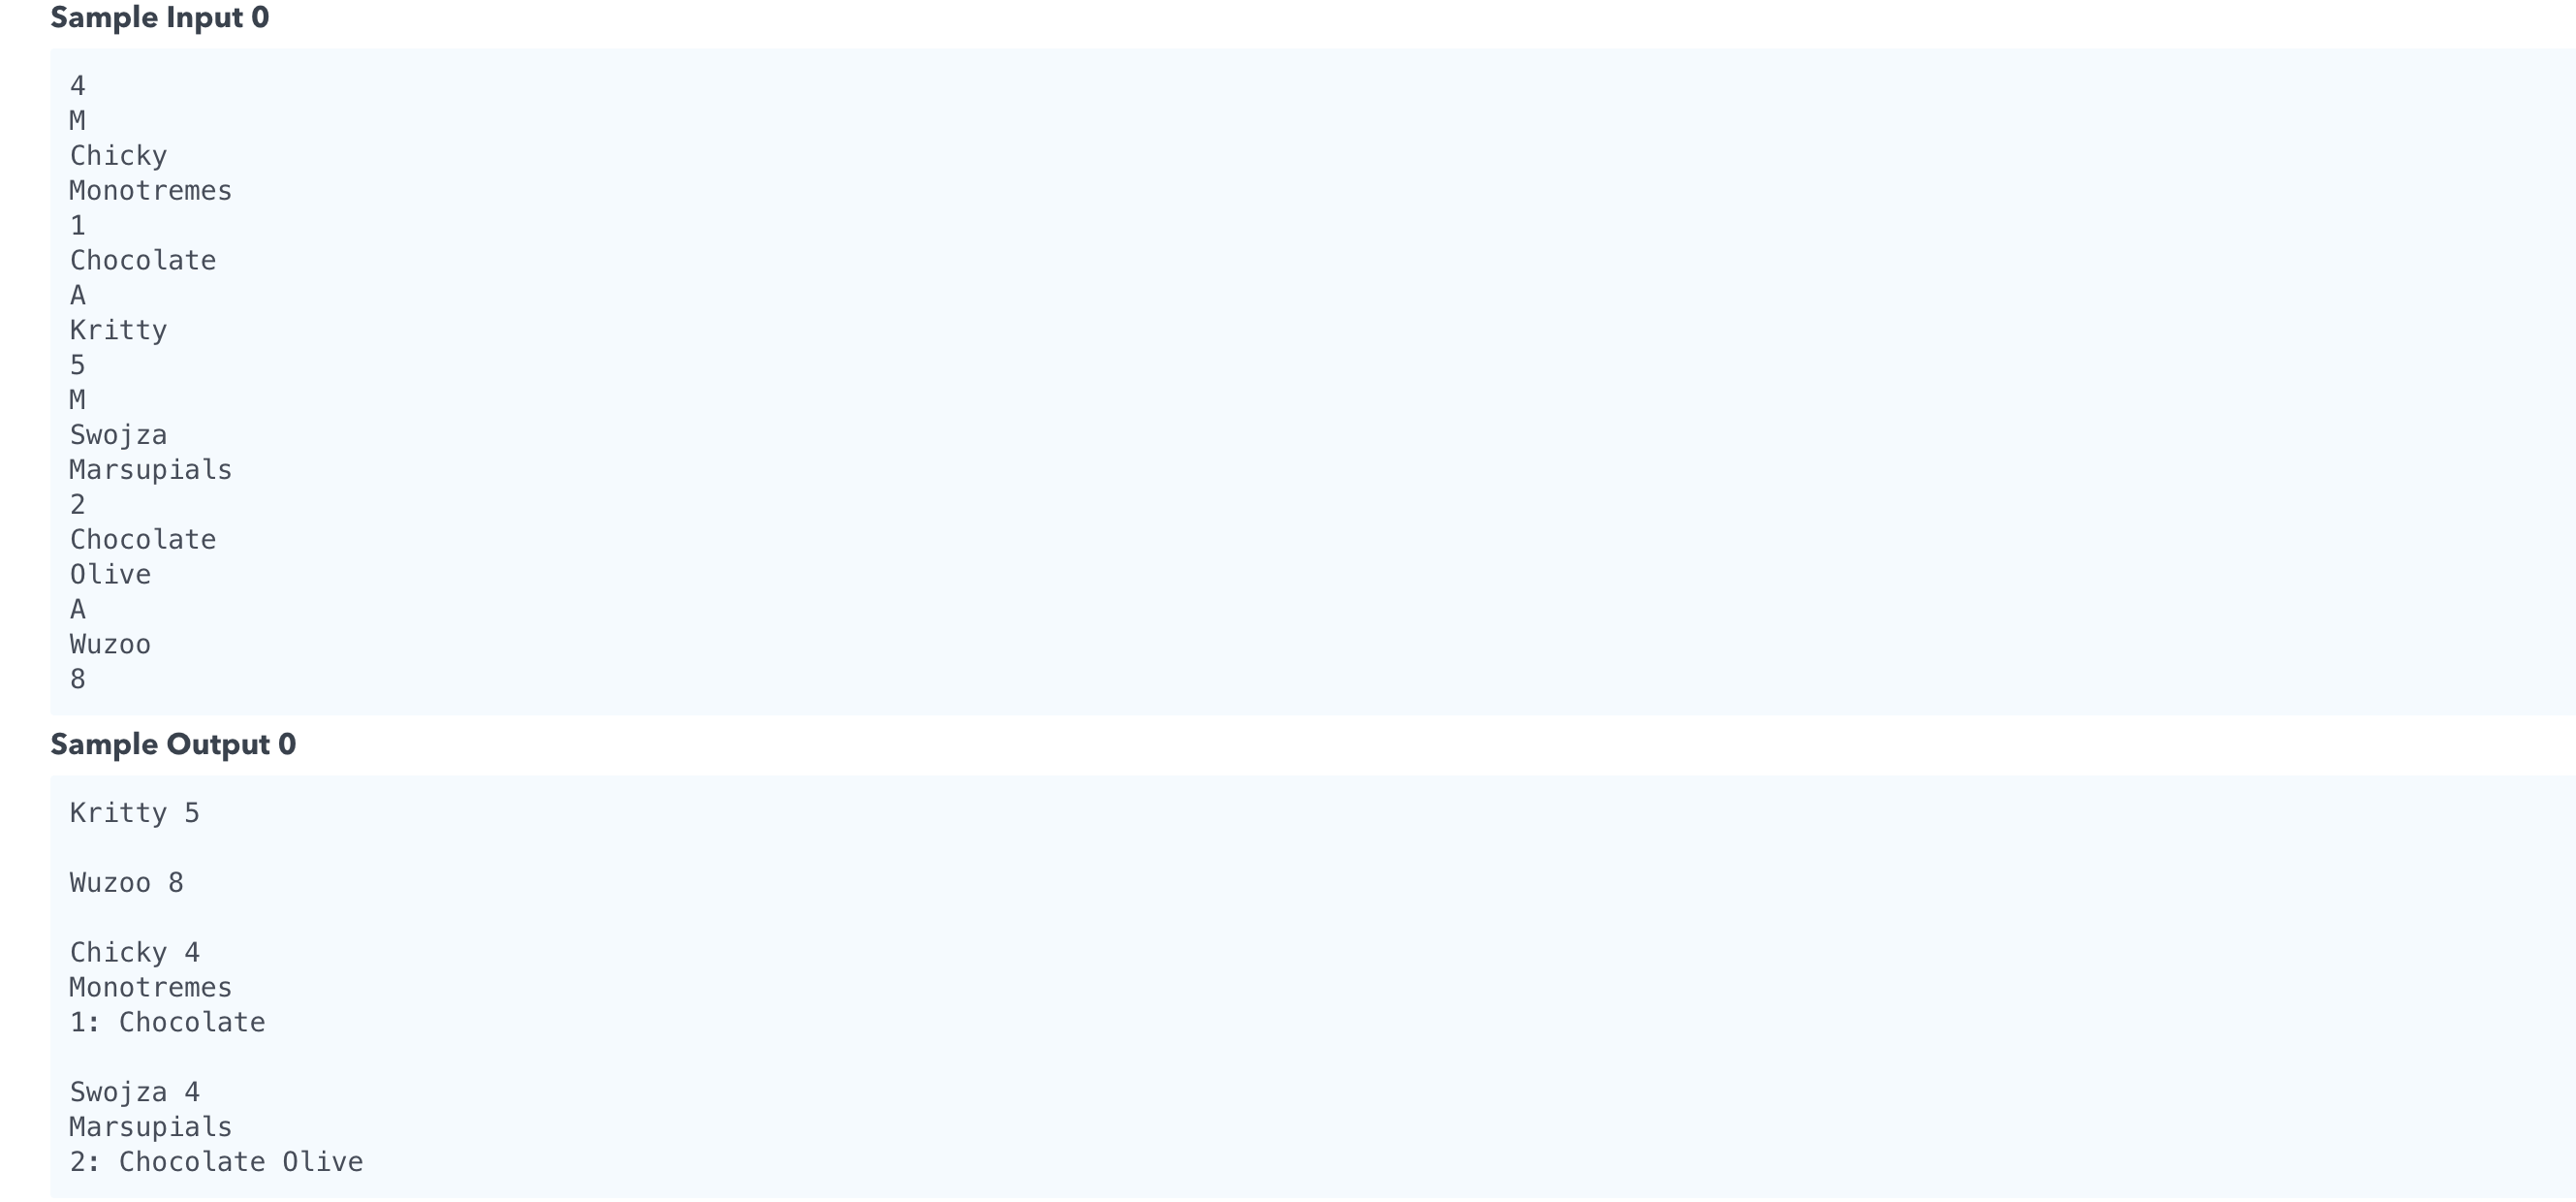 Sample Input 0
4
M
Chicky
Monotremes
1
Chocolate
A
Kritty
5
M
Swojza
Marsupials
2
Chocolate
Olive
A
Wuzoo
8
Sample Output 0
Kritty 5
Wuzoo 8
Chicky 4
Monotremes
1: Chocolate
Swojza 4
Marsupials
2: Chocolate Olive